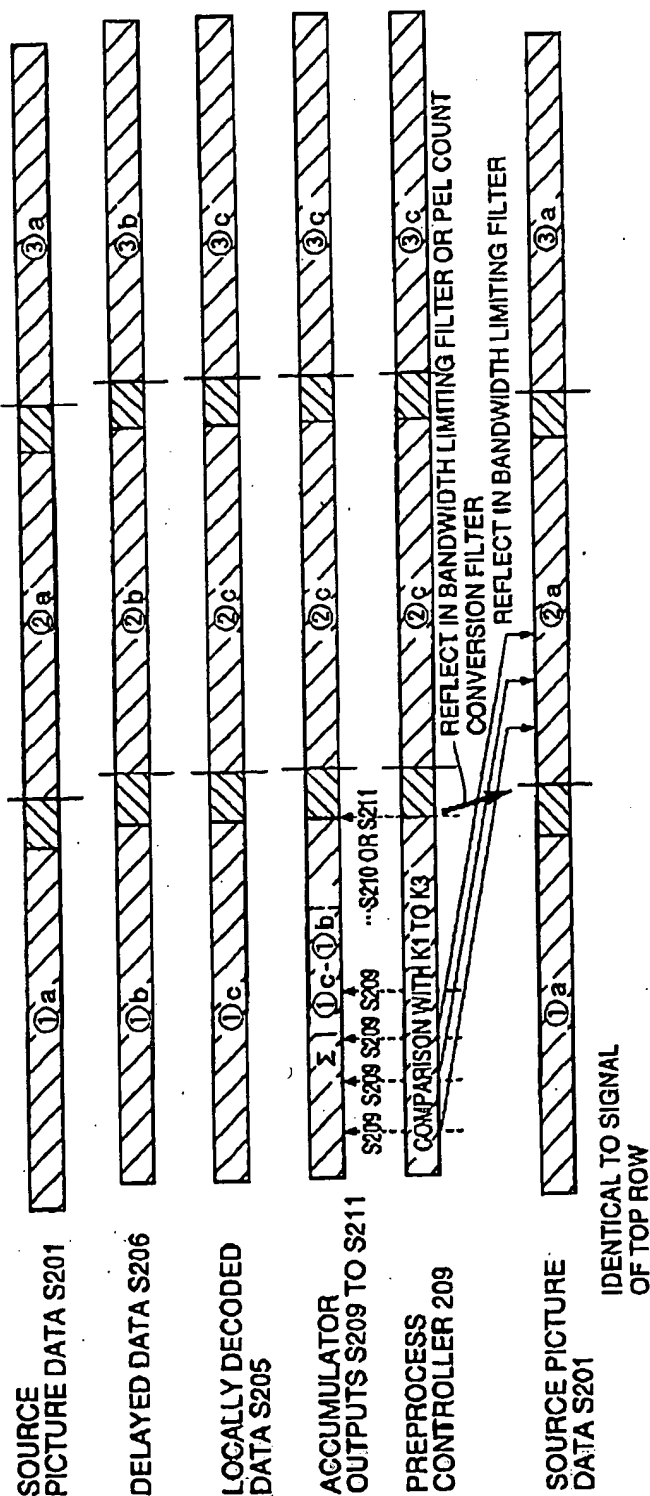 SOURCE
PICTURE DATA S201
①a
②a
③a
DELAYED DATA S206
①b
②b
③b
LOCALLY DECODED
DATA S205
①c
②c
③c
ACCUMULATOR
OUTPUTS S209 TO S211
Σ | ①c-①b|
②c
③c
S209 S209 S209 S209 ...S210 OR S211
PREPROCESS
CONTROLLER 209
COMPARISON WITH K1 TO K3
②c
③c
REFLECT IN BANDWIDTH LIMITING FILTER OR PEL COUNT
CONVERSION FILTER
REFLECT IN BANDWIDTH LIMITING FILTER
SOURCE PICTURE
DATA S201
①a
②a
③a
IDENTICAL TO SIGNAL
OF TOP ROW